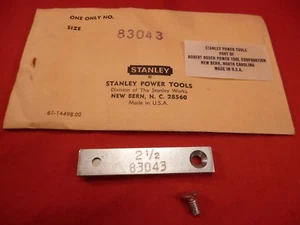 ONE ONLY NO.
SIZE 83043
STANLEY POWER TOOLS
PART OF
ROBERT BOSCH POWER TOOL CORPORATION
NEW BERN, NORTH CAROLINA
MADE IN U.S.A.
STANLEY
®
STANLEY POWER TOOLS
Division of The Stanley Works
NEW BERN, N. C. 28560
Made in U.S.A.
61-14498.00
2 1/2
83043